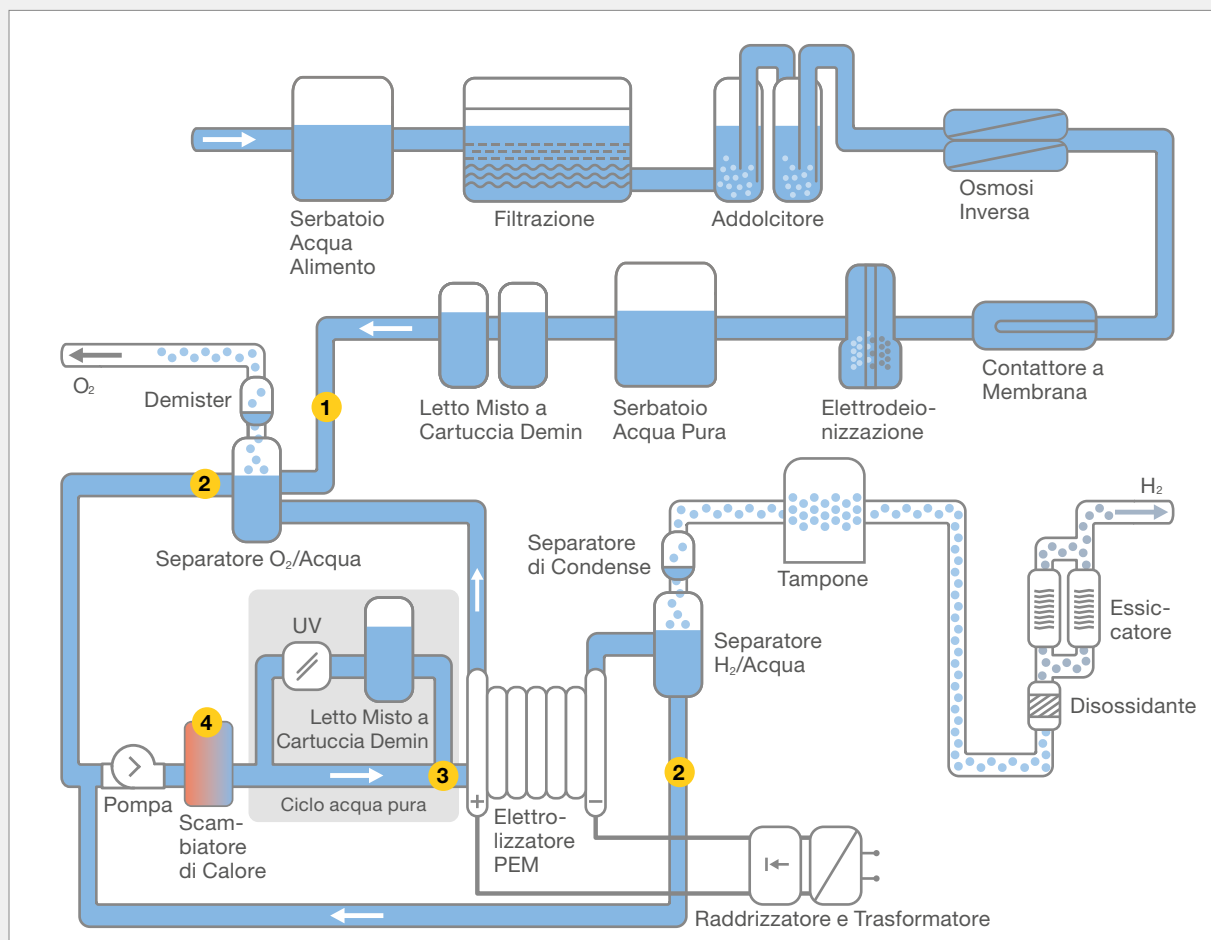 Serbatoio
Acqua
Alimento
Filtrazione
Addolcitore
Osmosi
Inversa
O₂
Demister
1
Letto Misto a
Cartuccia Demin
Serbatoio
Acqua Pura
Elettrodeio-
nizzazione
Contattore a
Membrana
2
Separatore O₂/Acqua
Separatore
di Condense
Tampone
H₂
UV
Letto Misto a
Cartuccia Demin
Separatore
H₂/Acqua
Essic-
catore
Disossidante
4
3
2
Pompa
Scam-
biatore
di Calore
Ciclo acqua pura
+
−
Elettro-
lizzatore
PEM
Raddrizzatore e Trasformatore